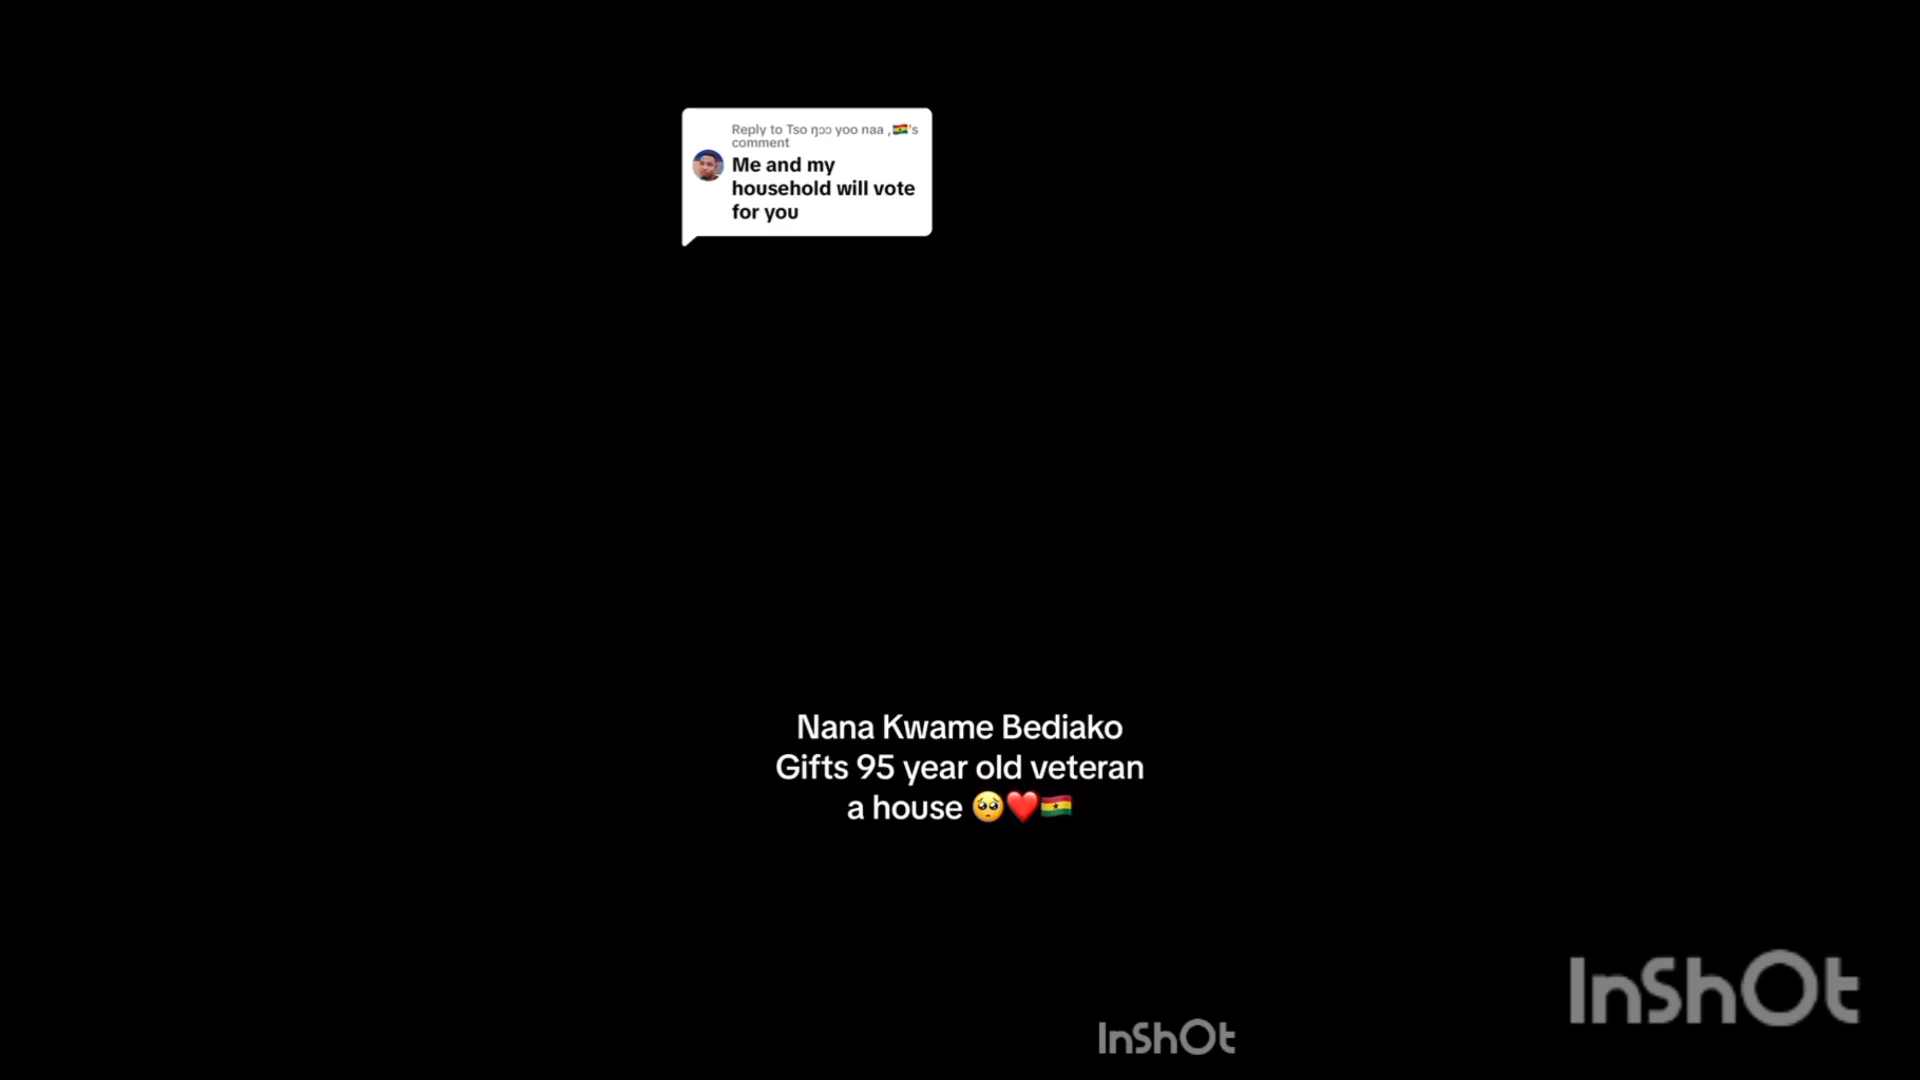 Reply to Tso ŋɔɔ yoo naa ,🇬🇭's
comment
Me and my
household will vote
for you
Nana Kwame Bediako
Gifts 95 year old veteran
a house 🥺❤️🇬🇭
InShOt
InShOt